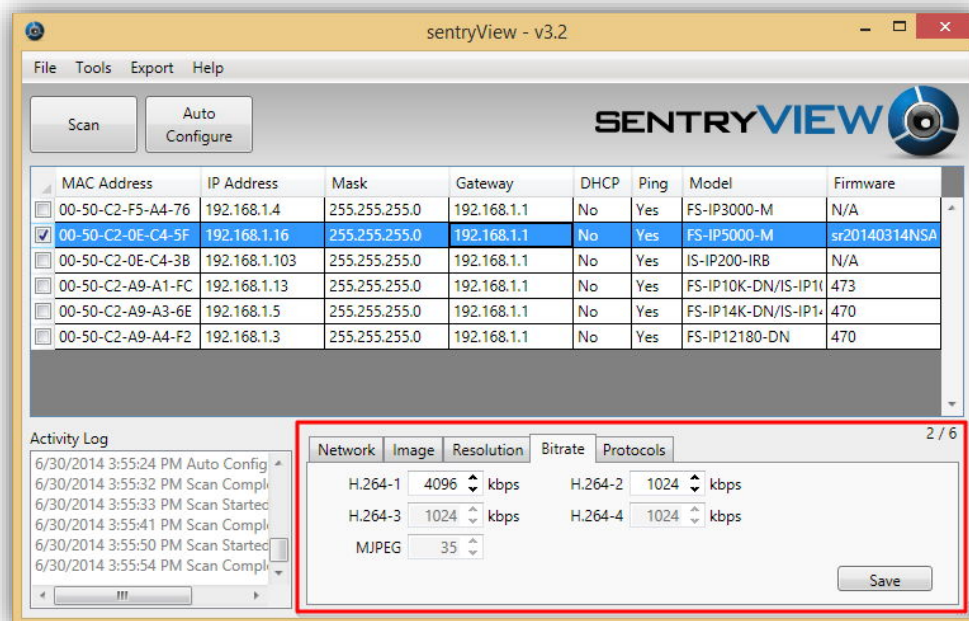 sentryView - v3.2
File Tools Export Help
Scan
Auto
Configure
SENTRYVIEW
MAC Address IP Address Mask Gateway DHCP Ping Model Firmware
00-50-C2-F5-A4-76 192.168.1.4 255.255.255.0 192.168.1.1 No Yes FS-IP3000-M N/A
00-50-C2-0E-C4-5F 192.168.1.16 255.255.255.0 192.168.1.1 No Yes FS-IP5000-M sr20140314NSA
00-50-C2-0E-C4-3B 192.168.1.103 255.255.255.0 192.168.1.1 No Yes IS-IP200-IRB N/A
00-50-C2-A9-A1-FC 192.168.1.13 255.255.255.0 192.168.1.1 No Yes FS-IP10K-DN/IS-IP1( 473
00-50-C2-A9-A3-6E 192.168.1.5 255.255.255.0 192.168.1.1 No Yes FS-IP14K-DN/IS-IP1 470
00-50-C2-A9-A4-F2 192.168.1.3 255.255.255.0 192.168.1.1 No Yes FS-IP12180-DN 470
Activity Log
6/30/2014 3:55:24 PM Auto Config
6/30/2014 3:55:32 PM Scan Compl
6/30/2014 3:55:33 PM Scan Started
6/30/2014 3:55:41 PM Scan Compl
6/30/2014 3:55:50 PM Scan Started
6/30/2014 3:55:54 PM Scan Compl
2 / 6
Network Image Resolution Bitrate Protocols
H.264-1 4096 kbps H.264-2 1024 kbps
H.264-3 1024 kbps H.264-4 1024 kbps
MJPEG 35
Save